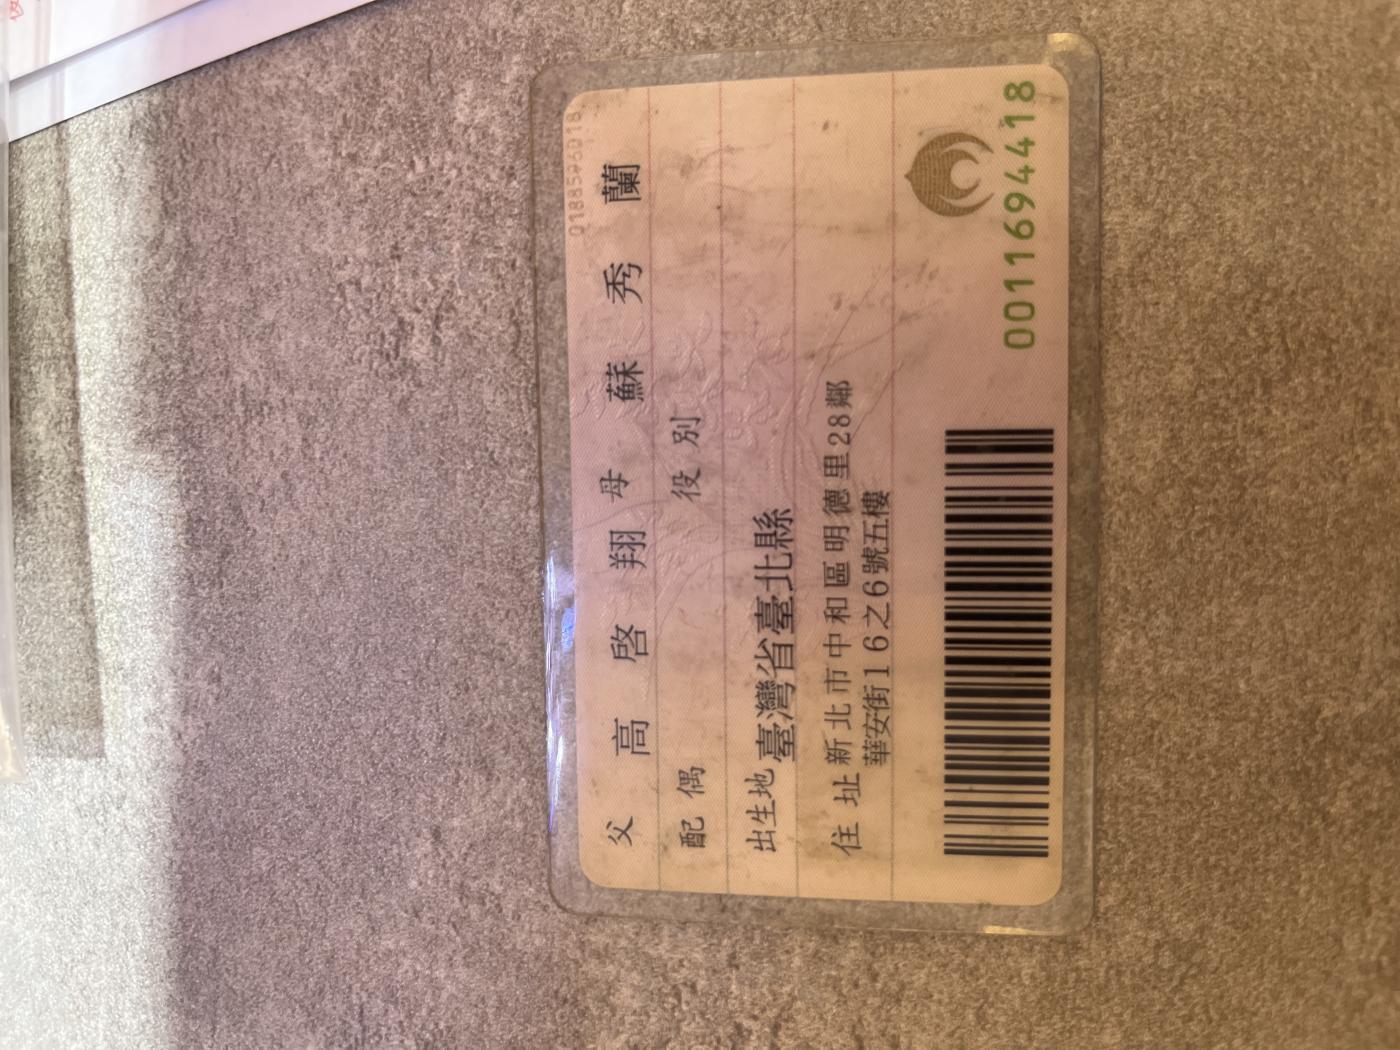 0188596018
父 高啓翔 母 蘇秀蘭
配偶 役別
出生地 臺灣省臺北縣
住址 新北市中和區明德里28鄰
華安街16之6號五樓
0011694418